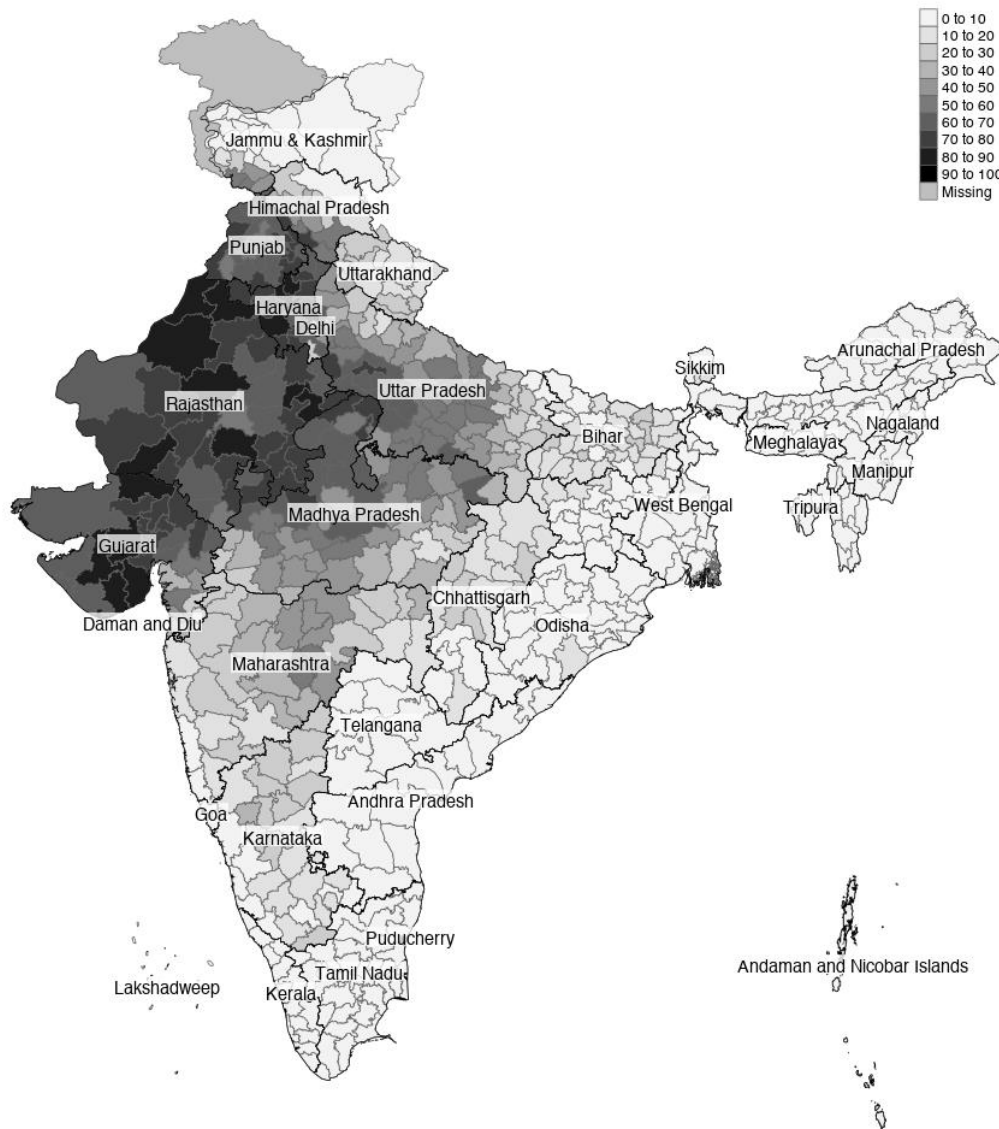 0 to 10
10 to 20
20 to 30
30 to 40
40 to 50
50 to 60
60 to 70
70 to 80
80 to 90
90 to 100
Missing
Jammu & Kashmir
Himachal Pradesh
Punjab
Uttarakhand
Haryana
Delhi
Arunachal Pradesh
Sikkim
Uttar Pradesh
Rajasthan
Nagaland
Bihar
Meghalaya
Manipur
West Bengal
Tripura
Madhya Pradesh
Gujarat
Chhattisgarh
Daman and Diu
Odisha
Maharashtra
Telangana
Andhra Pradesh
Goa
Karnataka
Puducherry
Andaman and Nicobar Islands
Tamil Nadu
Lakshadweep
Kerala